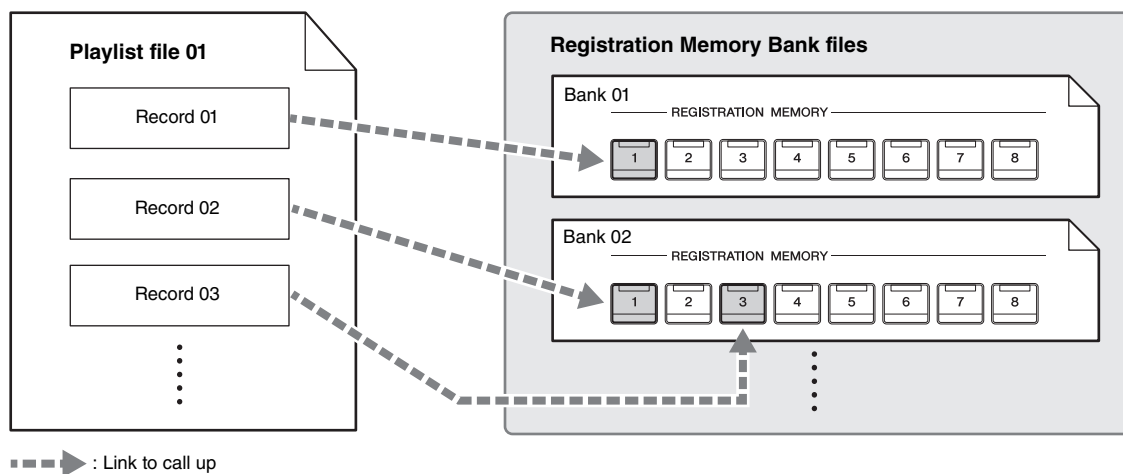 Playlist file 01
Record 01
Record 02
Record 03
Registration Memory Bank files
Bank 01
REGISTRATION MEMORY
1 2 3 4 5 6 7 8
Bank 02
REGISTRATION MEMORY
1 2 3 4 5 6 7 8
: Link to call up